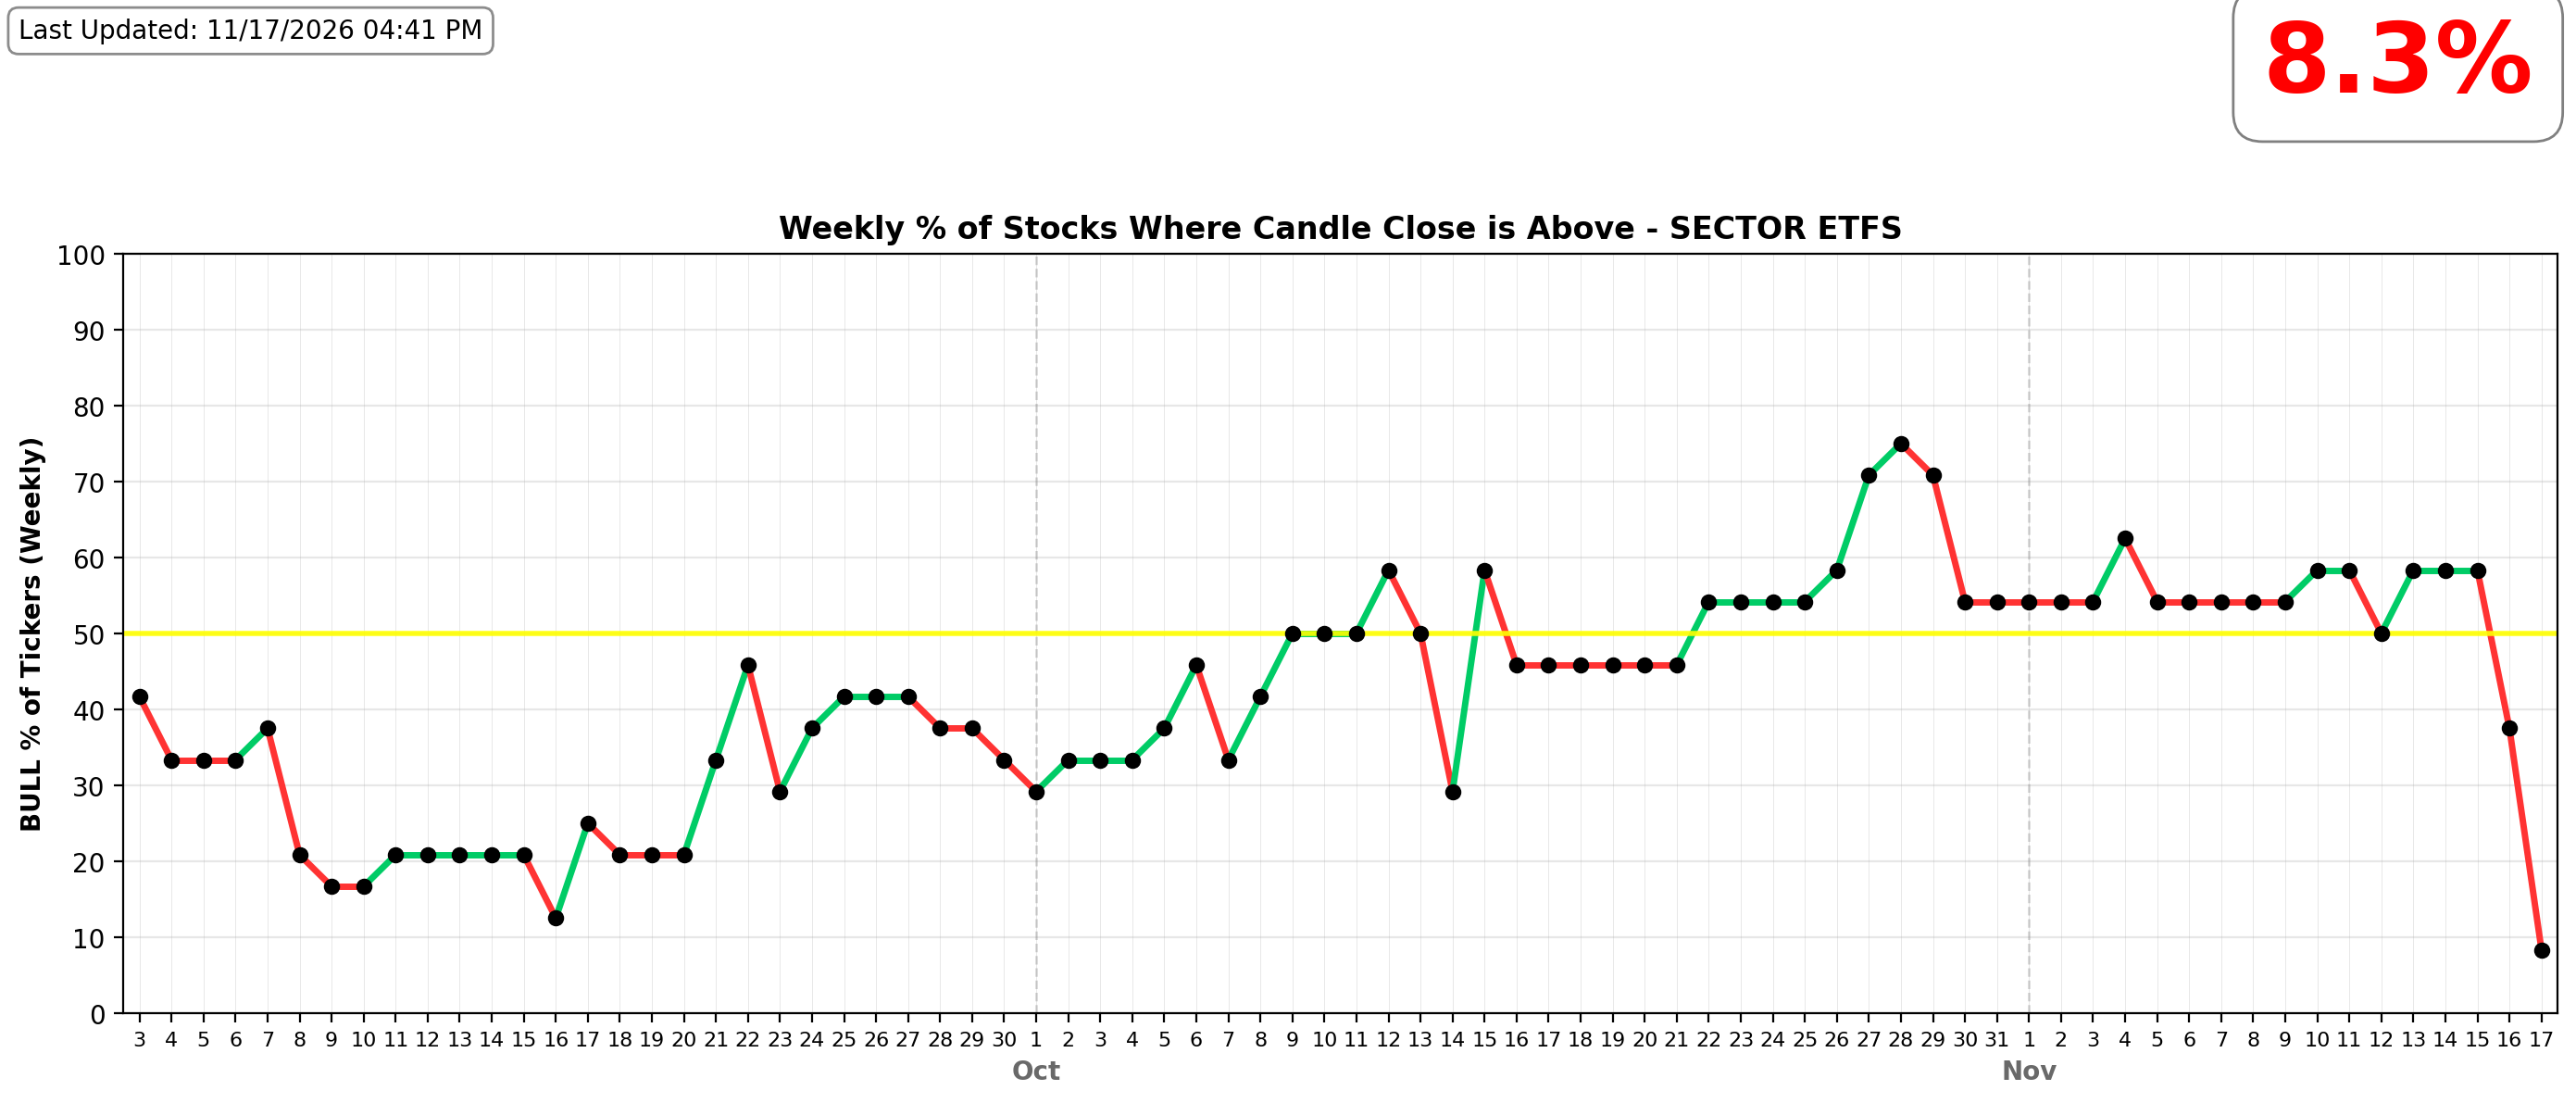 Last Updated: 11/17/2026 04:41 PM
8.3%
Weekly % of Stocks Where Candle Close is Above - SECTOR ETFS
BULL % of Tickers (Weekly)
100
90
80
70
60
50
40
30
20
10
0
3 4 5 6 7 8 9 10 11 12 13 14 15 16 17 18 19 20 21 22 23 24 25 26 27 28 29 30 1 2 3 4 5 6 7 8 9 10 11 12 13 14 15 16 17 18 19 20 21 22 23 24 25 26 27 28 29 30 31 1 2 3 4 5 6 7 8 9 10 11 12 13 14 15 16 17
Oct Nov